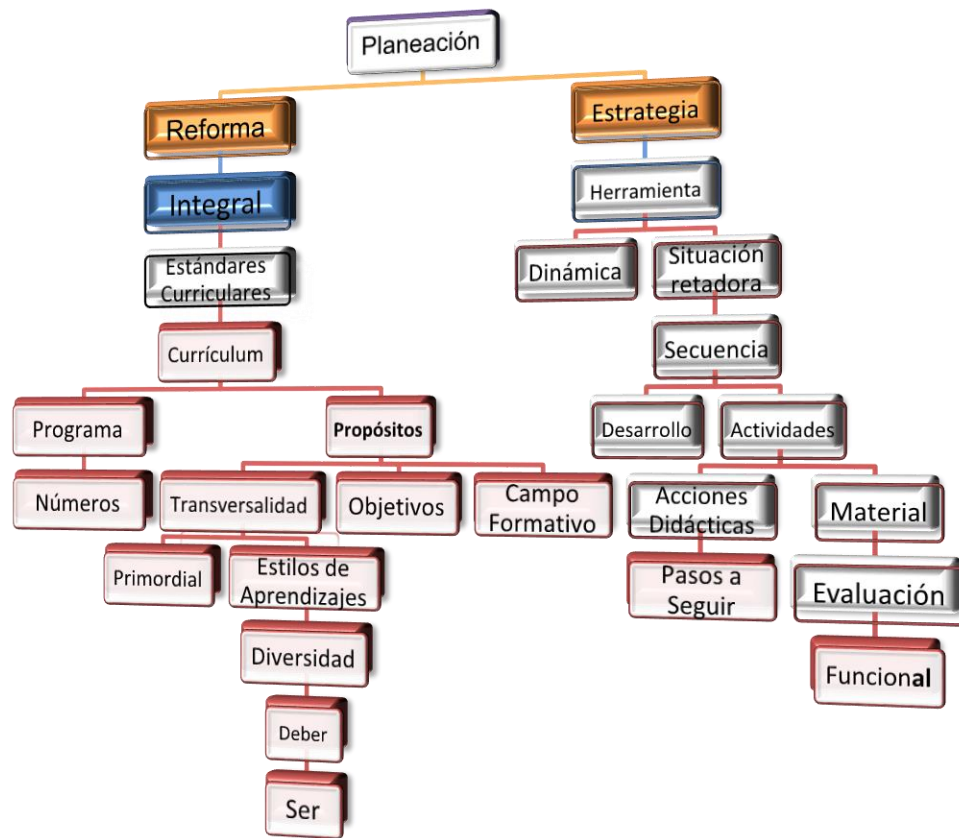 Planeación
Reforma
Estrategia
Integral
Herramienta
Estándares
Curriculares
Dinámica
Situación
retadora
Currículum
Secuencia
Programa
Propósitos
Desarrollo
Actividades
Números
Transversalidad
Objetivos
Campo
Formativo
Acciones
Didácticas
Material
Primordial
Estilos de
Aprendizajes
Pasos a
Seguir
Evaluación
Diversidad
Funcional
Deber
Ser